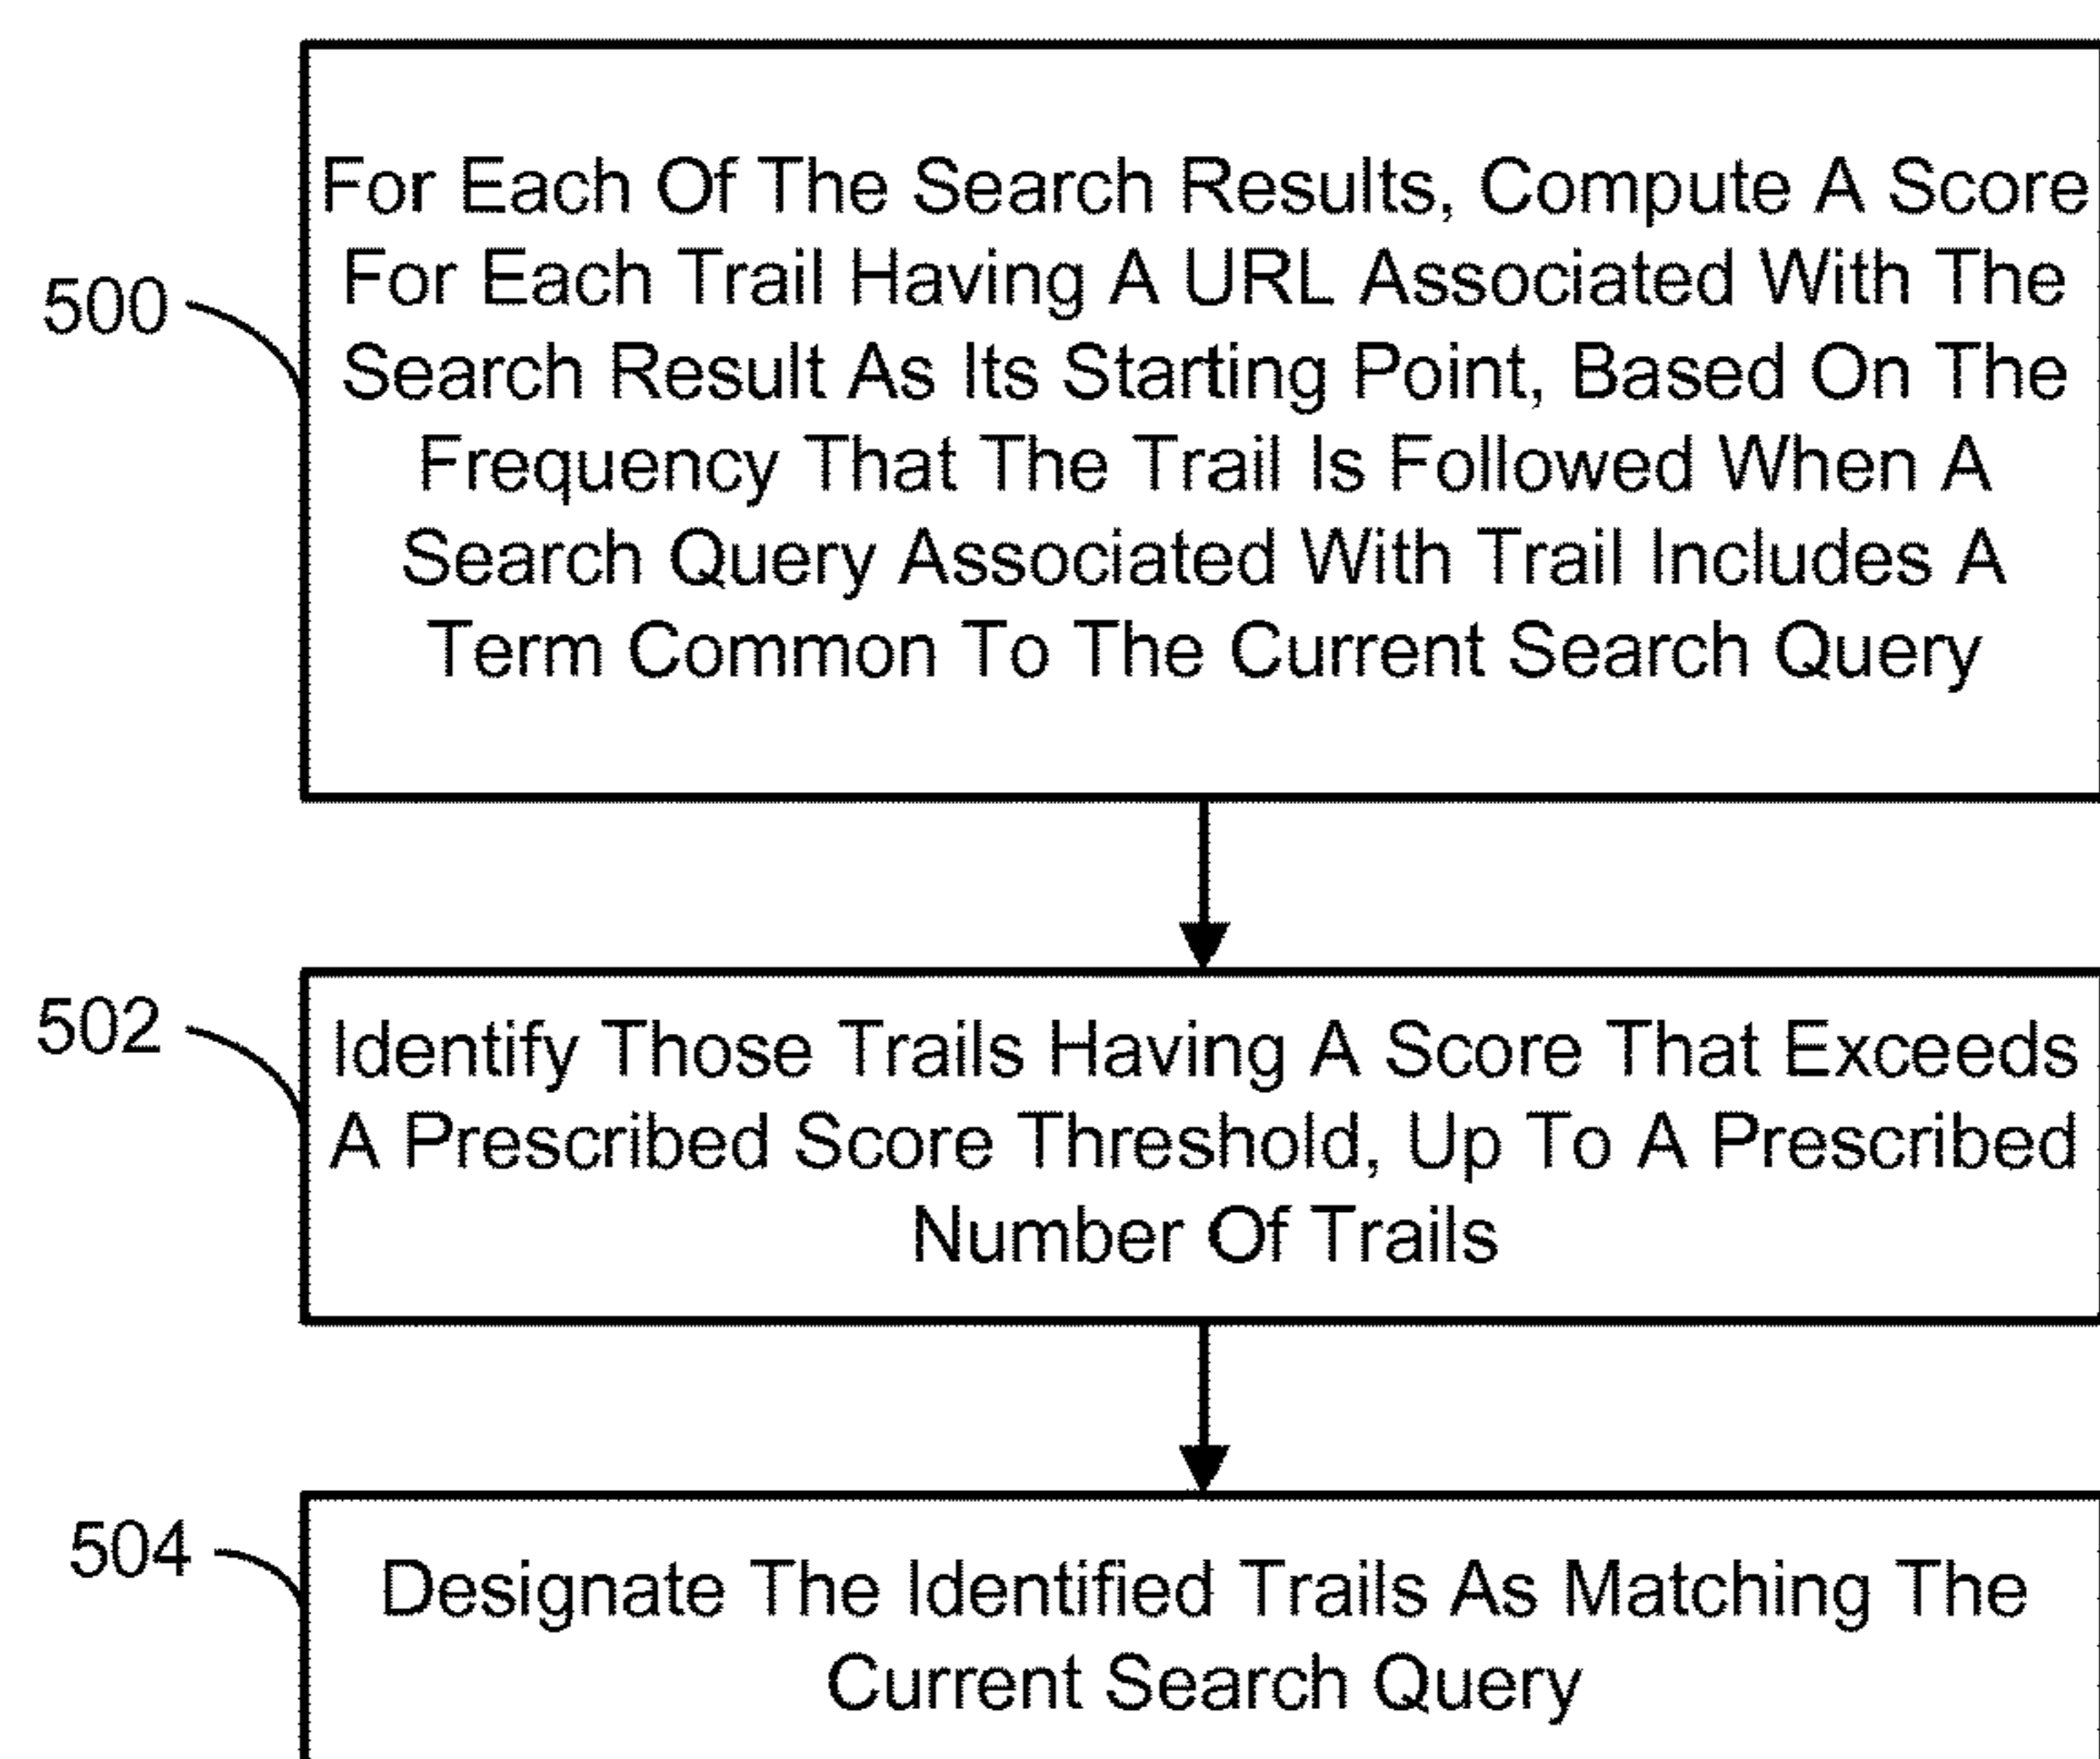 500
For Each Of The Search Results, Compute A Score
For Each Trail Having A URL Associated With The
Search Result As Its Starting Point, Based On The
Frequency That The Trail Is Followed When A
Search Query Associated With Trail Includes A
Term Common To The Current Search Query
502
Identify Those Trails Having A Score That Exceeds
A Prescribed Score Threshold, Up To A Prescribed
Number Of Trails
504
Designate The Identified Trails As Matching The
Current Search Query